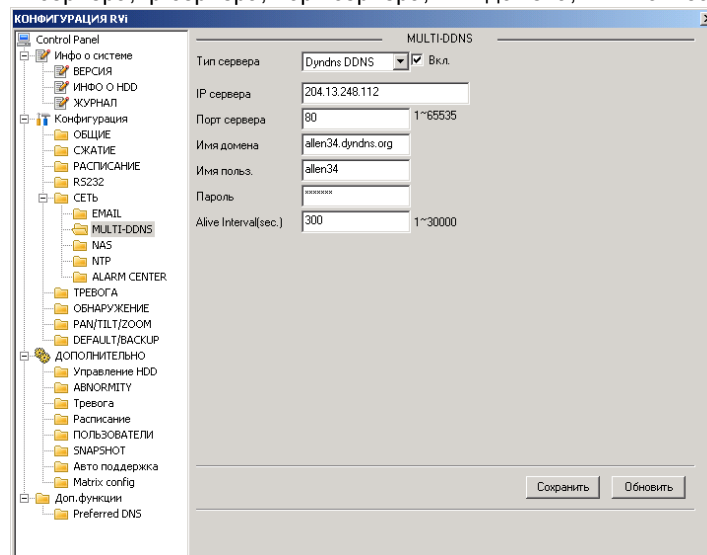 КОНФИГУРАЦИЯ RVi
Control Panel
Инфо о системе
ВЕРСИЯ
ИНФО О HDD
ЖУРНАЛ
Конфигурация
ОБЩИЕ
СЖАТИЕ
РАСПИСАНИЕ
RS232
СЕТЬ
EMAIL
MULTI-DDNS
NAS
NTP
ALARM CENTER
ТРЕВОГА
ОБНАРУЖЕНИЕ
PAN/TILT/ZOOM
DEFAULT/BACKUP
ДОПОЛНИТЕЛЬНО
Управление HDD
ABNORMITY
Тревога
Расписание
ПОЛЬЗОВАТЕЛИ
SNAPSHOT
Авто поддержка
Matrix config
Доп.функции
Preferred DNS
MULTI-DDNS
Тип сервера Dyndns DDNS Вкл.
IP сервера 204.13.248.112
Порт сервера 80 1~65535
Имя домена allen34.dyndns.org
Имя польз. allen34
Пароль ×××××××
Alive Interval(sec.) 300 1~30000
Сохранить Обновить